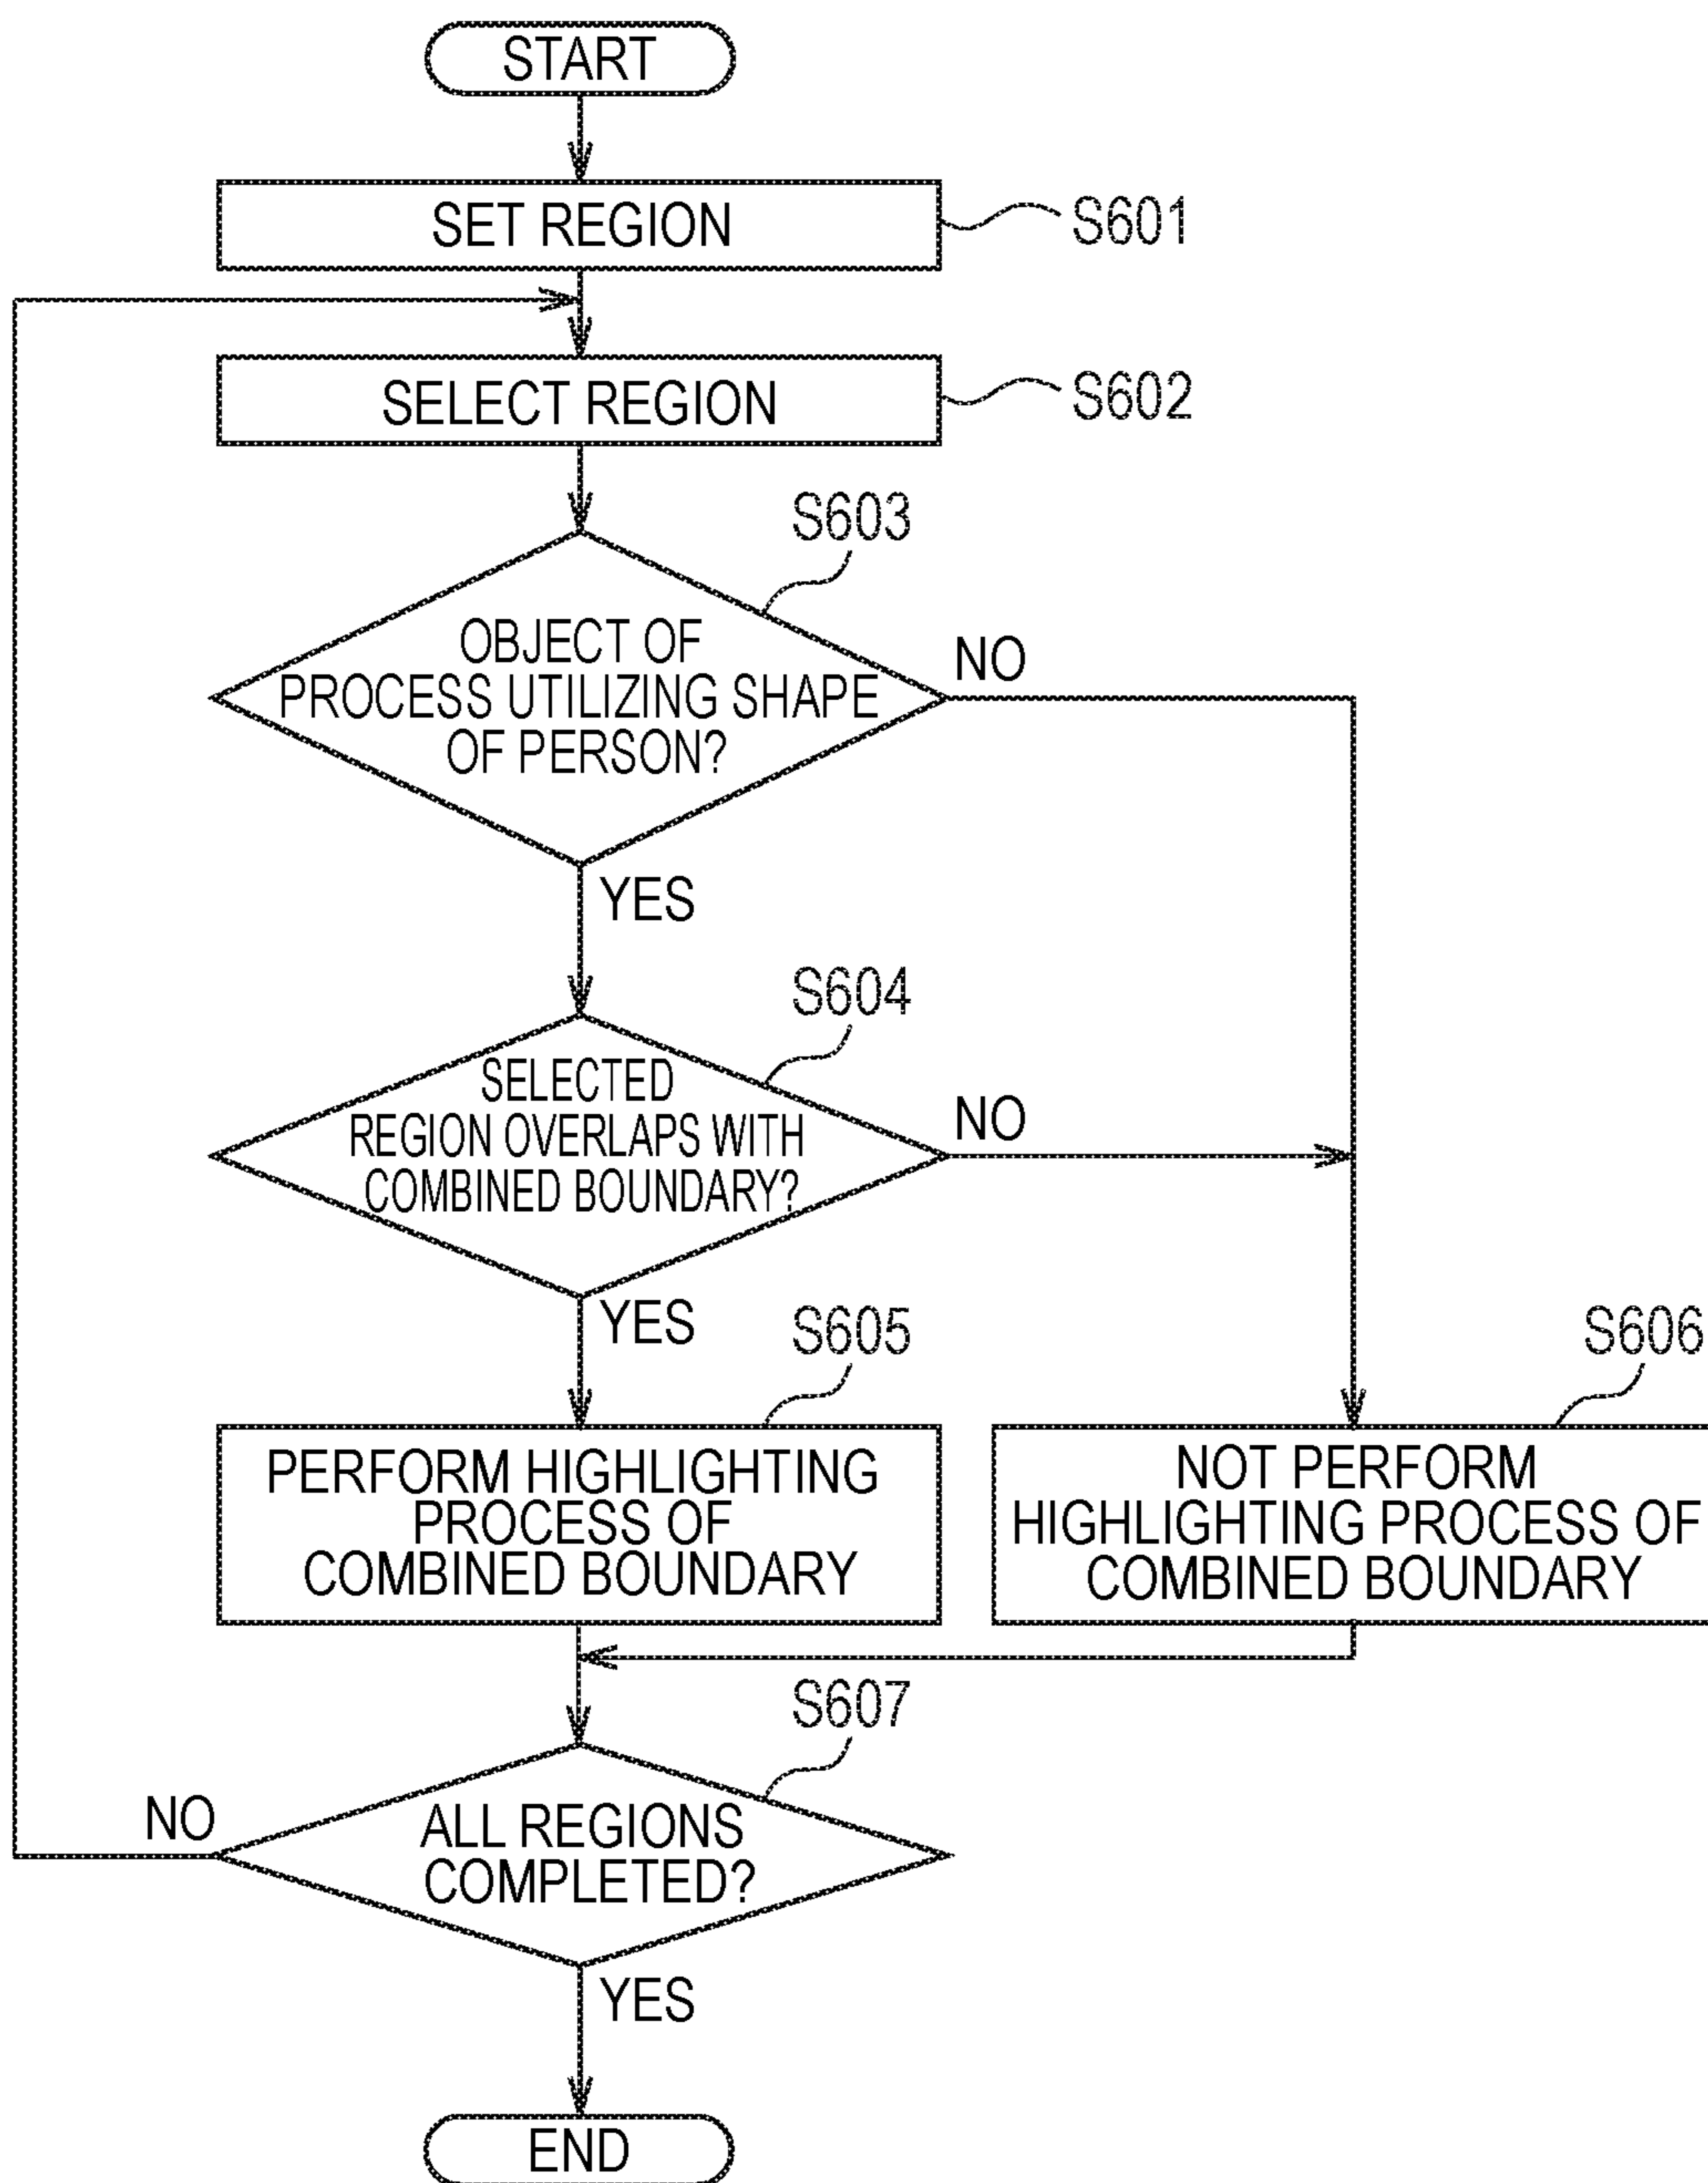 START
SET REGION
S601
SELECT REGION
S602
S603
OBJECT OF
PROCESS UTILIZING SHAPE
OF PERSON?
NO
YES
S604
SELECTED
REGION OVERLAPS WITH
COMBINED BOUNDARY?
NO
YES
S605
S606
PERFORM HIGHLIGHTING
PROCESS OF
COMBINED BOUNDARY
NOT PERFORM
HIGHLIGHTING PROCESS OF
COMBINED BOUNDARY
S607
NO
ALL REGIONS
COMPLETED?
YES
END